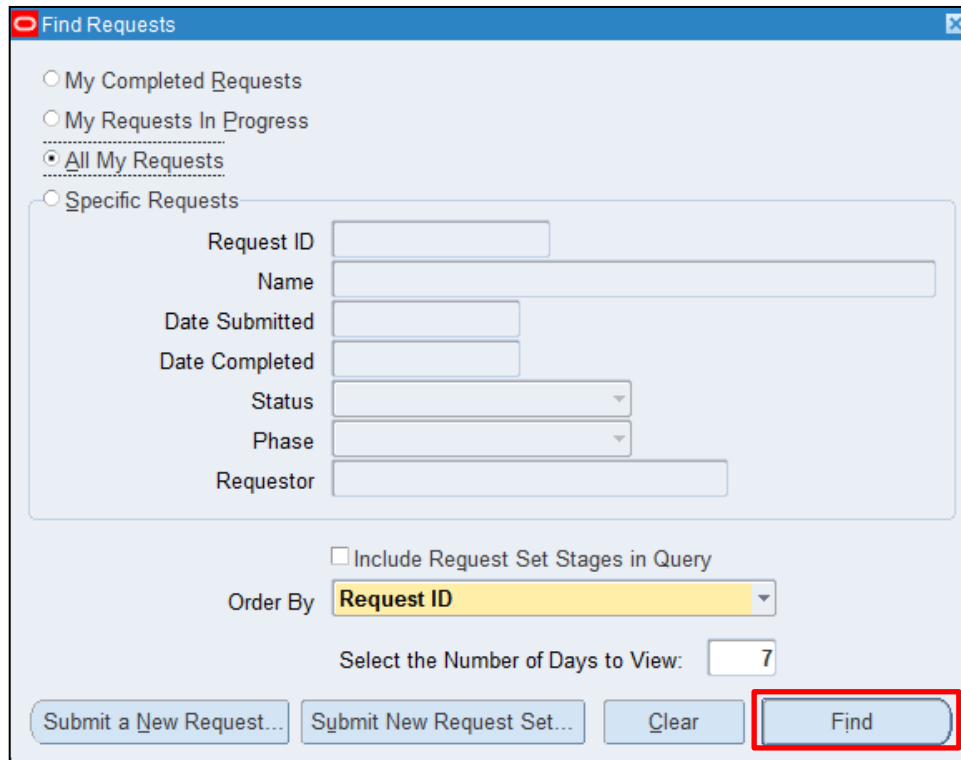 Find Requests
My Completed Requests
My Requests In Progress
All My Requests
Specific Requests
Request ID
Name
Date Submitted
Date Completed
Status
Phase
Requestor
Include Request Set Stages in Query
Order By Request ID
Select the Number of Days to View: 7
Submit a New Request... Submit New Request Set... Clear Find